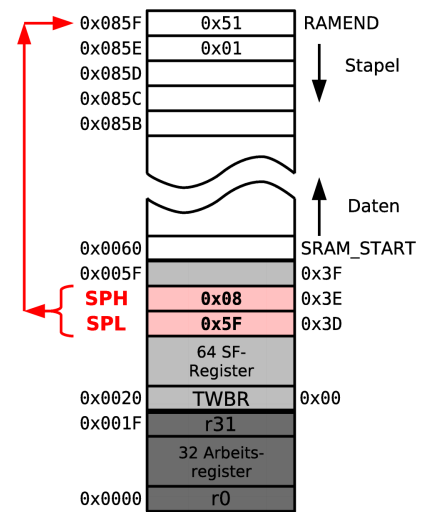 0x085F 0x51 RAMEND
0x085E 0x01
0x085D Stapel
0x085C
0x085B
Daten
0x0060 SRAM_START
0x005F 0x3F
SPH 0x08 0x3E
SPL 0x5F 0x3D
64 SF-
Register
0x0020 TWBR 0x00
0x001F r31
32 Arbeits-
register
0x0000 r0